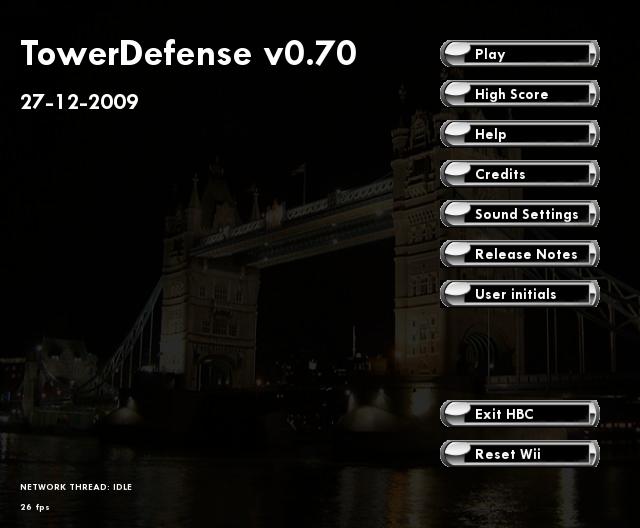 TowerDefense v0.70
27-12-2009
Play
High Score
Help
Credits
Sound Settings
Release Notes
User initials
Exit HBC
Reset Wii
NETWORK THREAD: IDLE
26 fps